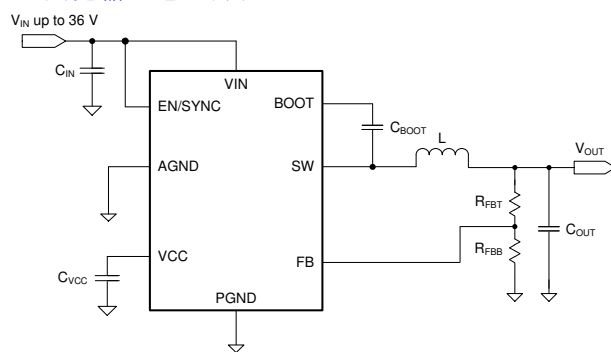 VIN up to 36 V
CIN
VIN
EN/SYNC
BOOT
CBOOT
L
VOUT
AGND
SW
RFBT
COUT
RFBB
VCC
FB
CVCC
PGND